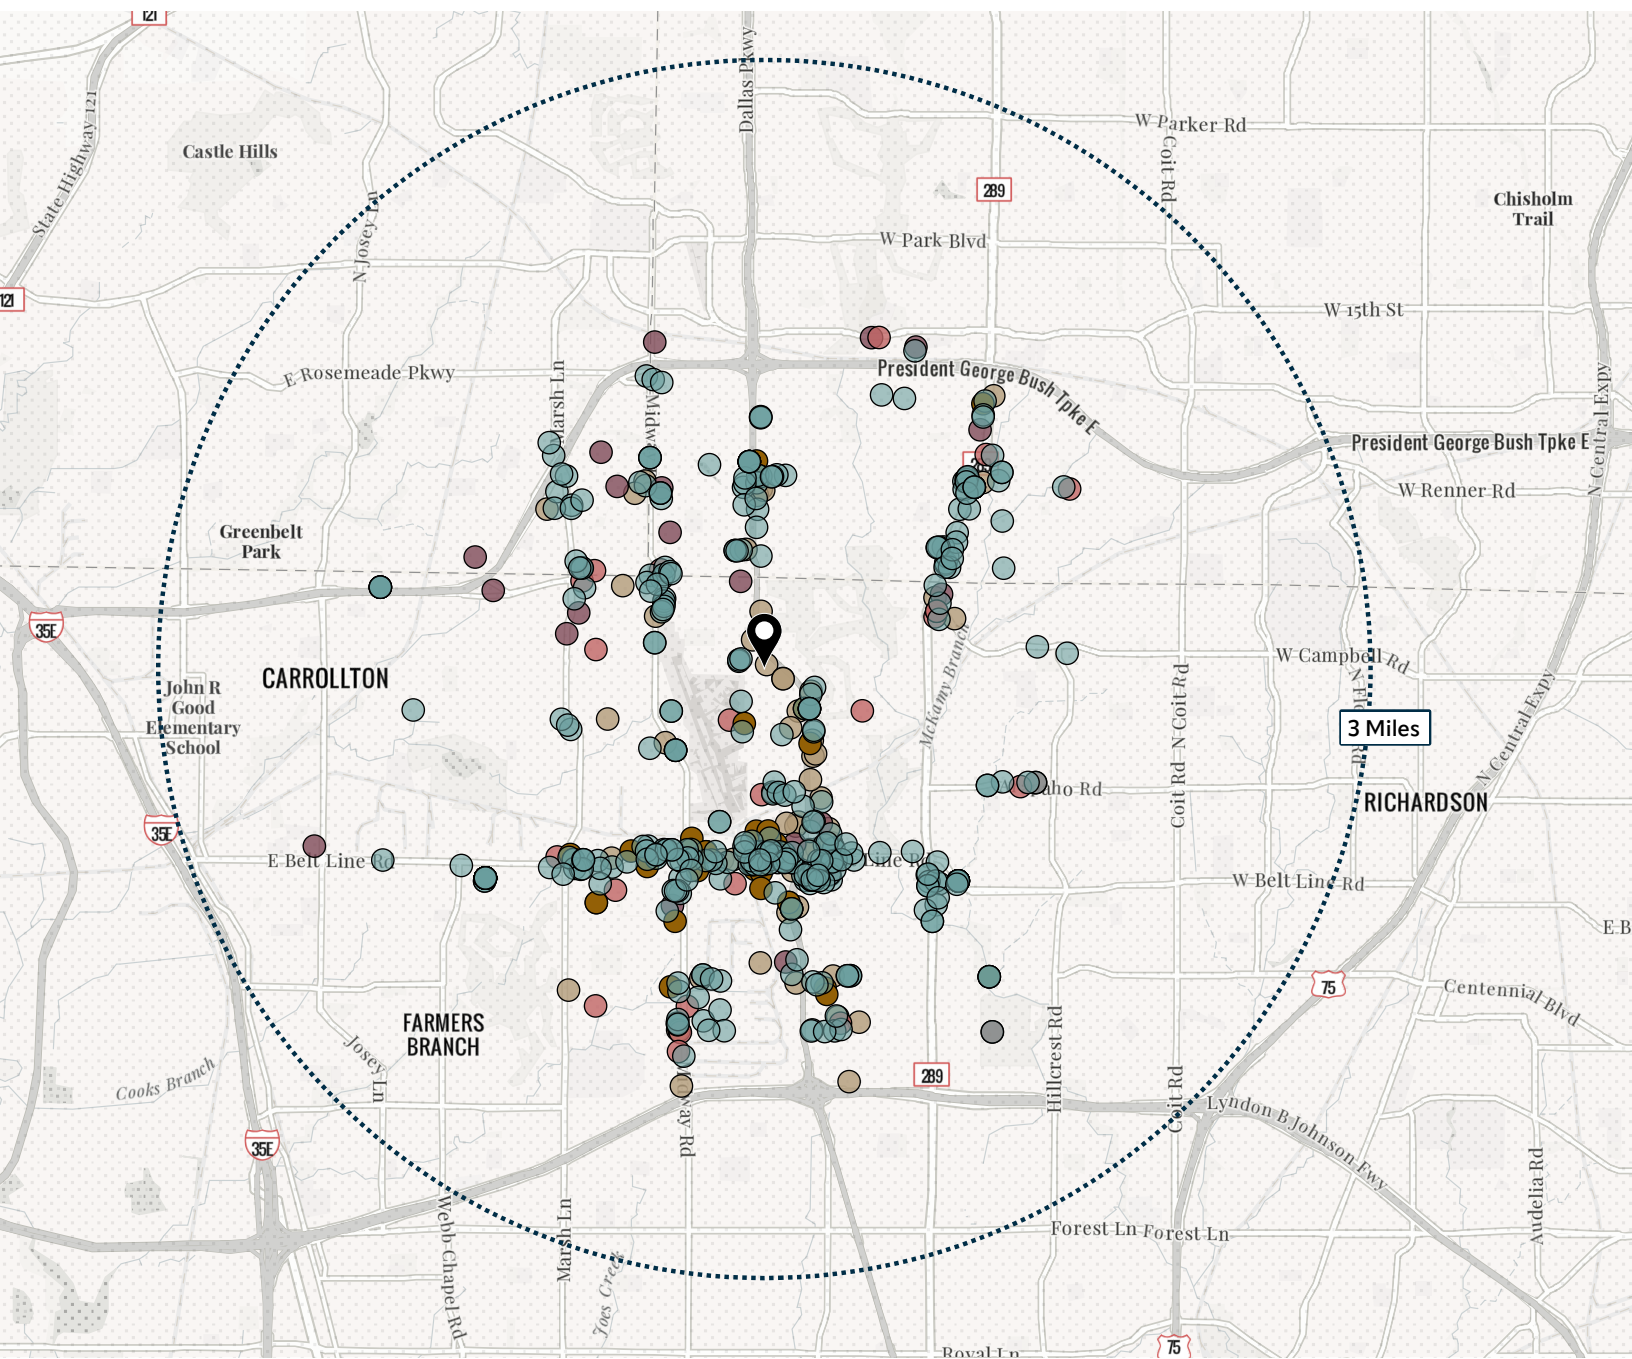 121
Dallas Pkwy
W Parker Rd
Coit Rd
State Highway 121
Castle Hills
289
N Josey Ln
Chisholm
Trail
W Park Blvd
121
W 15th St
E Rosemeade Pkwy
Marsh Ln
President George Bush Tpke E
N Central Expy
President George Bush Tpke E
W Renner Rd
Greenbelt
Park
35E
McKamy Branch
W Campbell Rd
CARROLLTON
John R
Good
Elementary
School
3 Miles
N Coit Rd
Coit Rd
N Central Expy
RICHARDSON
35E
E Belt Line Rd
Line Rd
W Belt Line Rd
E B
75
Centennial Blvd
FARMERS
BRANCH
Josey Ln
Cooks Branch
289
Hillcrest Rd
Coit Rd
Lyndon B Johnson Fwy
35E
Audelia Rd
Webb Chapel Rd
Marsh Ln
Joes Creek
Forest Ln
Forest Ln
75
Royal Ln